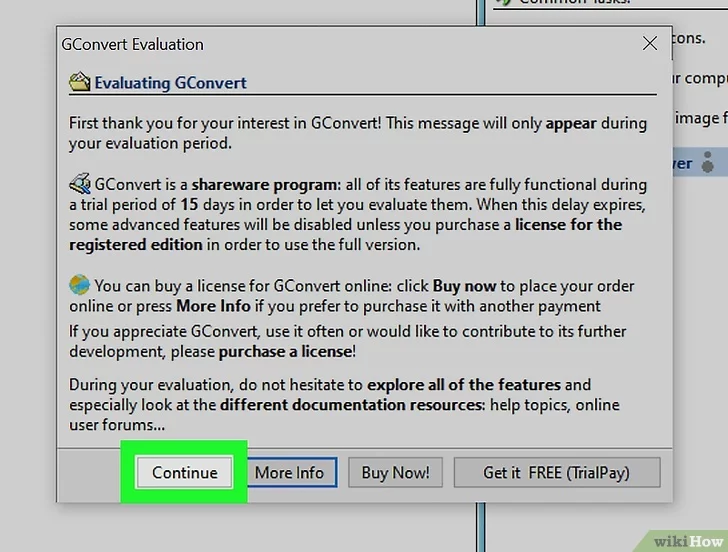 Common Tasks.
GConvert Evaluation
cons.
Evaluating GConvert
ur compu
First thank you for your interest in GConvert! This message will only appear during
image f
your evaluation period.
ver
GConvert is a shareware program: all of its features are fully functional during
a trial period of 15 days in order to let you evaluate them. When this delay expires,
some advanced features will be disabled unless you purchase a license for the
registered edition in order to use the full version.
You can buy a license for GConvert online: click Buy now to place your order
online or press More Info if you prefer to purchase it with another payment
If you appreciate GConvert, use it often or would like to contribute to its further
development, please purchase a license!
During your evaluation, do not hesitate to explore all of the features and
especially look at the different documentation resources: help topics, online
user forums...
Continue More Info Buy Now! Get it FREE (TrialPay)
wikiHow